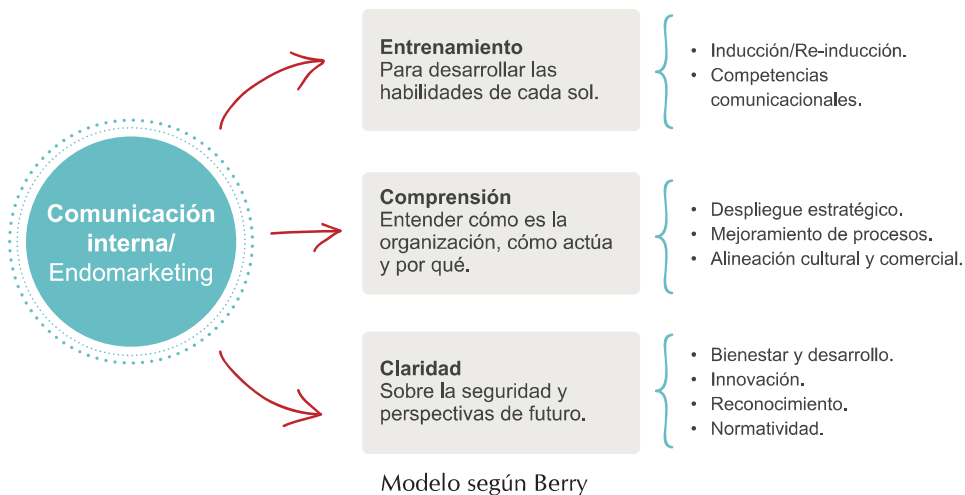 Comunicación
interna/
Endomarketing
Entrenamiento
Para desarrollar las
habilidades de cada sol.
• Inducción/Re-inducción.
• Competencias
comunicacionales.
Comprensión
Entender cómo es la
organización, cómo actúa
y por qué.
• Despliegue estratégico.
• Mejoramiento de procesos.
• Alineación cultural y comercial.
Claridad
Sobre la seguridad y
perspectivas de futuro.
• Bienestar y desarrollo.
• Innovación.
• Reconocimiento.
• Normatividad.
Modelo según Berry